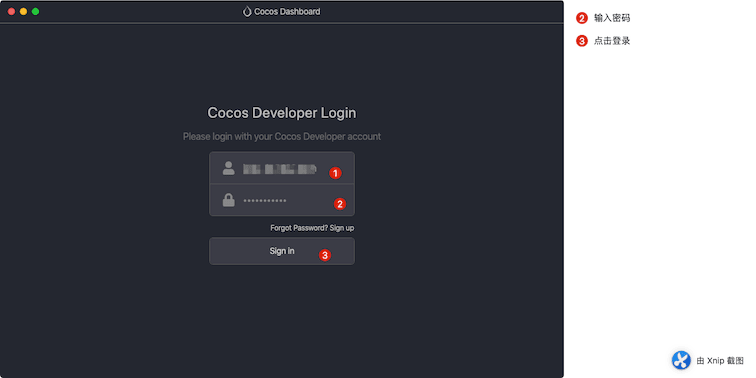 Cocos Dashboard
Cocos Developer Login
Please login with your Cocos Developer account
1
•••••••••••
2
Forgot Password? Sign up
Sign in
3
2 输入密码
3 点击登录
由 Xnip 截图